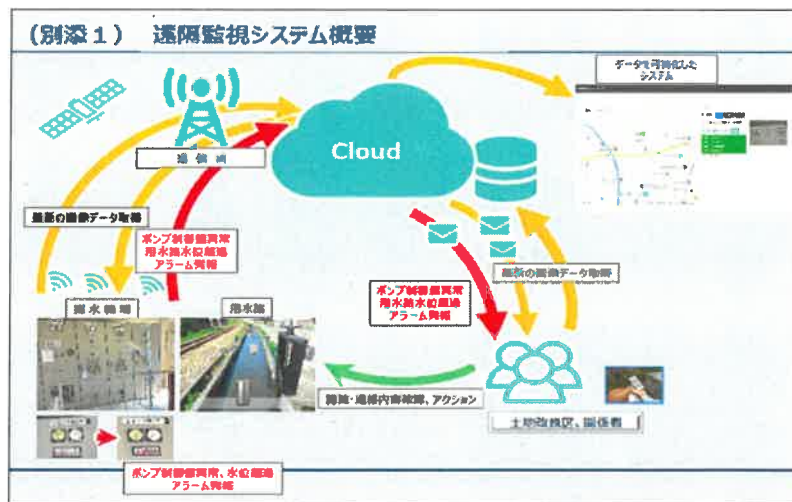 (別添１) 遠隔監視システム概要
データを可視化した
システム
Cloud
通信網
最新の画像データ取得
ポンプ制御盤異常
用水路水位超過
アラーム発報
最新の画像データ取得
ポンプ制御盤異常
用水路水位超過
アラーム発報
揚水機場
用水路
現地・遠隔内容確認、アクション
土地改良区、関係者
ポンプ制御盤異常、水位超過
アラーム発報